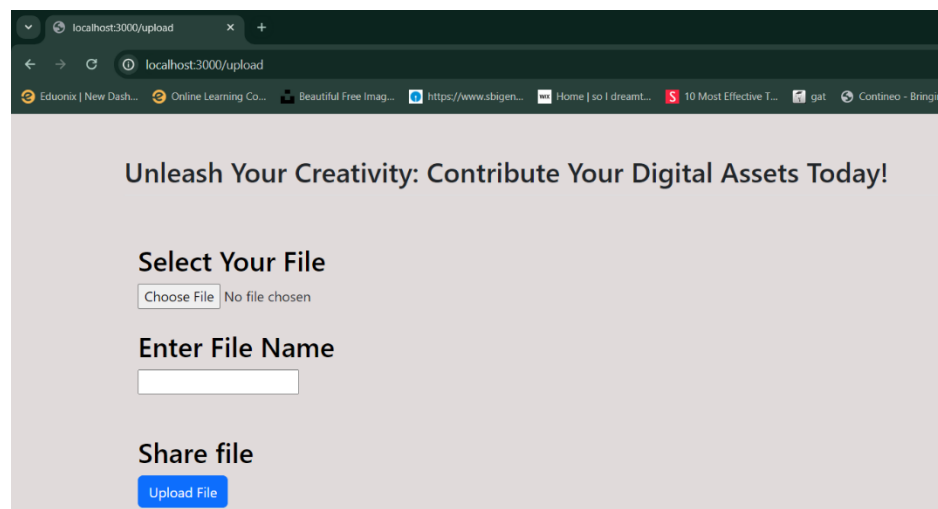 localhost:3000/upload
localhost:3000/upload
Eduonix | New Dash... Online Learning Co... Beautiful Free Imag... https://www.sbigen... WIX Home | so I dreamt... S 10 Most Effective T... gat Contineo - Bringi
Unleash Your Creativity: Contribute Your Digital Assets Today!
Select Your File
Choose File No file chosen
Enter File Name
Share file
Upload File